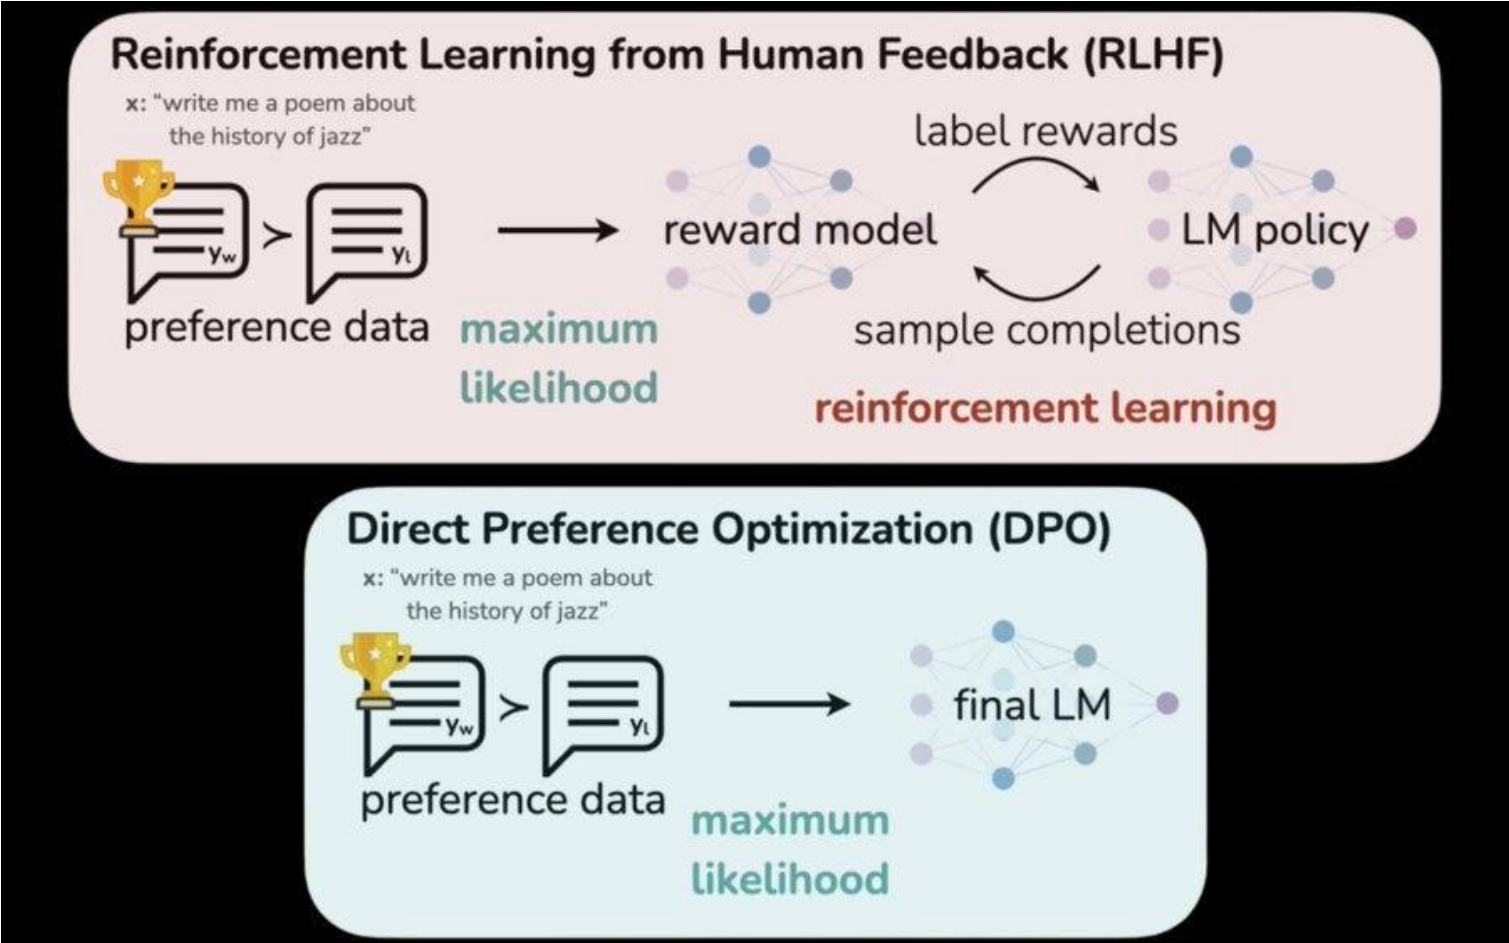 Reinforcement Learning from Human Feedback (RLHF)
x: “write me a poem about
the history of jazz”
label rewards
yw
≻
yl
reward model
LM policy
preference data
maximum
likelihood
sample completions
reinforcement learning
Direct Preference Optimization (DPO)
x: “write me a poem about
the history of jazz”
yw
≻
yl
final LM
preference data
maximum
likelihood